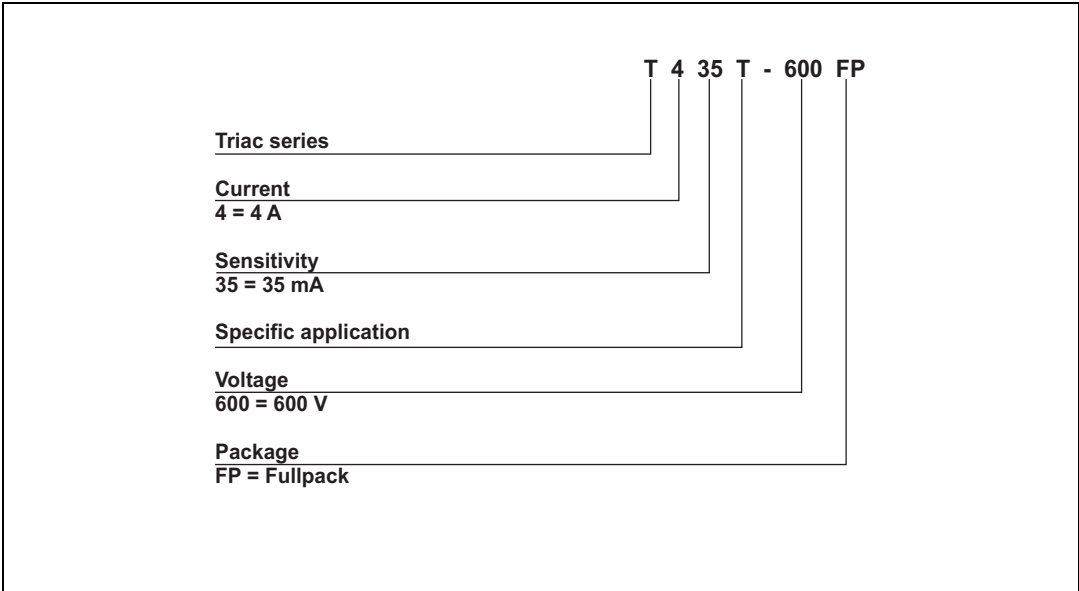 T 4 35 T - 600 FP
Triac series
Current
4 = 4 A
Sensitivity
35 = 35 mA
Specific application
Voltage
600 = 600 V
Package
FP = Fullpack